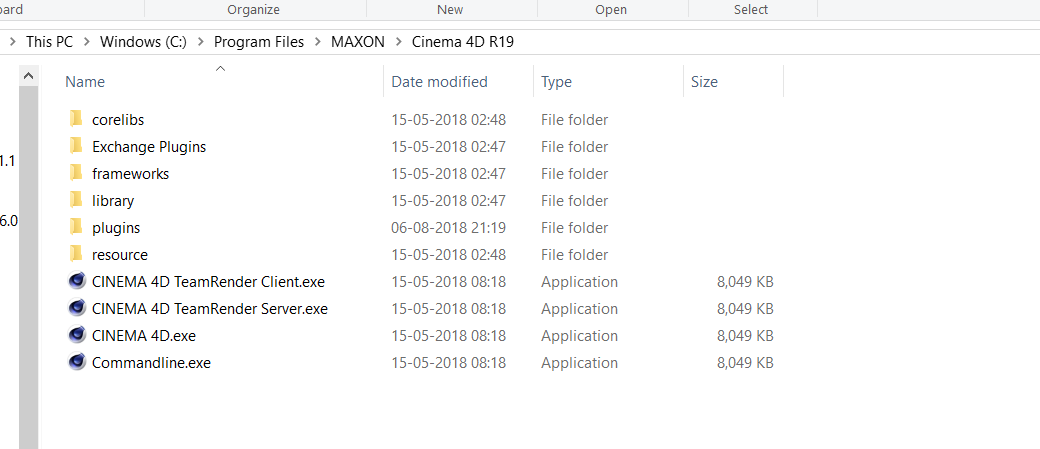 oard Organize New Open Select
This PC Windows (C:) Program Files MAXON Cinema 4D R19
Name Date modified Type Size
corelibs 15-05-2018 02:48 File folder
Exchange Plugins 15-05-2018 02:47 File folder
1.1
frameworks 15-05-2018 02:47 File folder
library 15-05-2018 02:47 File folder
6.0
plugins 06-08-2018 21:19 File folder
resource 15-05-2018 02:48 File folder
CINEMA 4D TeamRender Client.exe 15-05-2018 08:18 Application 8,049 KB
CINEMA 4D TeamRender Server.exe 15-05-2018 08:18 Application 8,049 KB
CINEMA 4D.exe 15-05-2018 08:18 Application 8,049 KB
Commandline.exe 15-05-2018 08:18 Application 8,049 KB